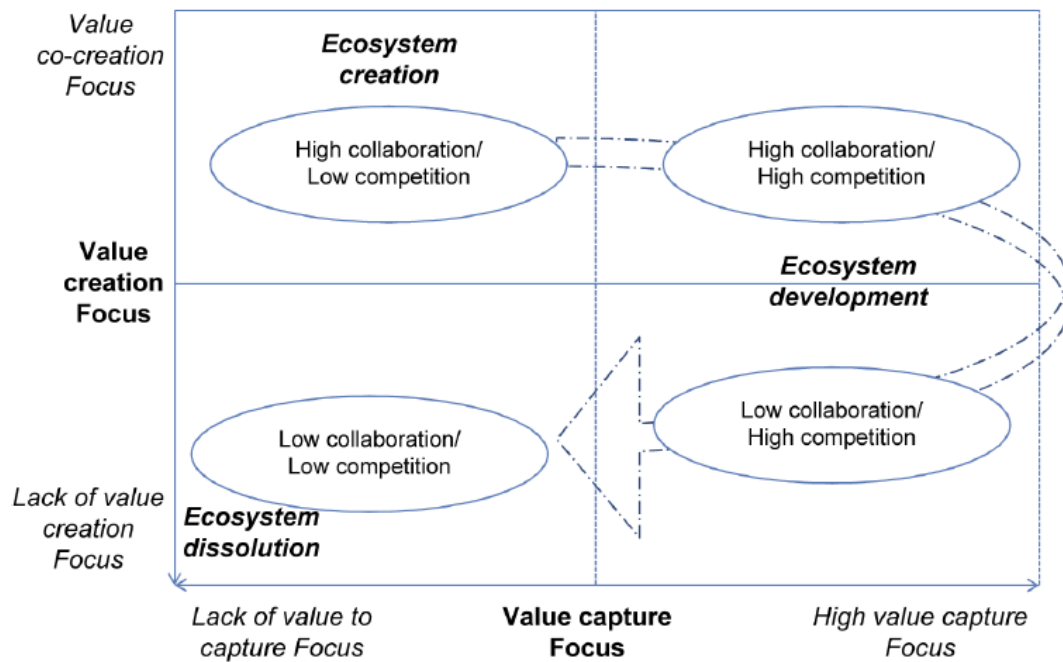 Value
co-creation
Focus
Ecosystem
creation
High collaboration/
Low competition
High collaboration/
High competition
Value
creation
Focus
Ecosystem
development
Low collaboration/
High competition
Low collaboration/
Low competition
Lack of value
creation
Focus
Ecosystem
dissolution
Lack of value to
capture Focus
Value capture
Focus
High value capture
Focus